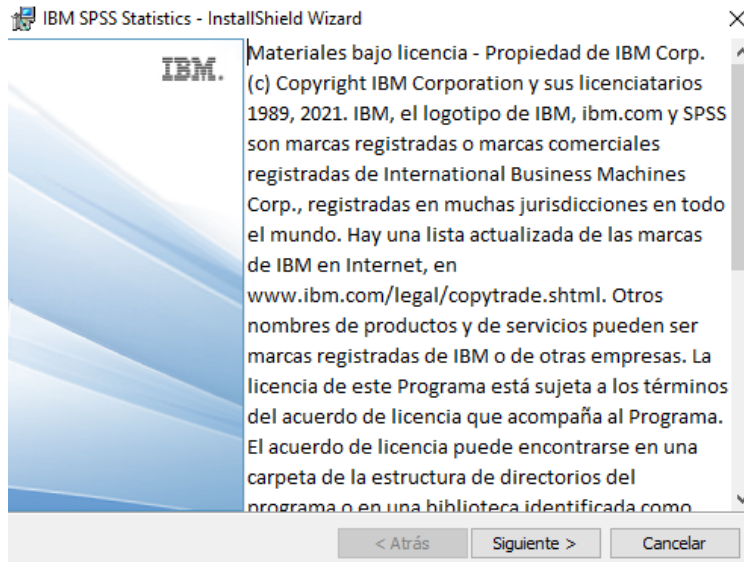 IBM SPSS Statistics - InstallShield Wizard
IBM.
Materiales bajo licencia - Propiedad de IBM Corp.
(c) Copyright IBM Corporation y sus licenciatarios
1989, 2021. IBM, el logotipo de IBM, ibm.com y SPSS
son marcas registradas o marcas comerciales
registradas de International Business Machines
Corp., registradas en muchas jurisdicciones en todo
el mundo. Hay una lista actualizada de las marcas
de IBM en Internet, en
www.ibm.com/legal/copytrade.shtml. Otros
nombres de productos y de servicios pueden ser
marcas registradas de IBM o de otras empresas. La
licencia de este Programa está sujeta a los términos
del acuerdo de licencia que acompaña al Programa.
El acuerdo de licencia puede encontrarse en una
carpeta de la estructura de directorios del
programa o en una biblioteca identificada como
< Atrás
Siguiente >
Cancelar